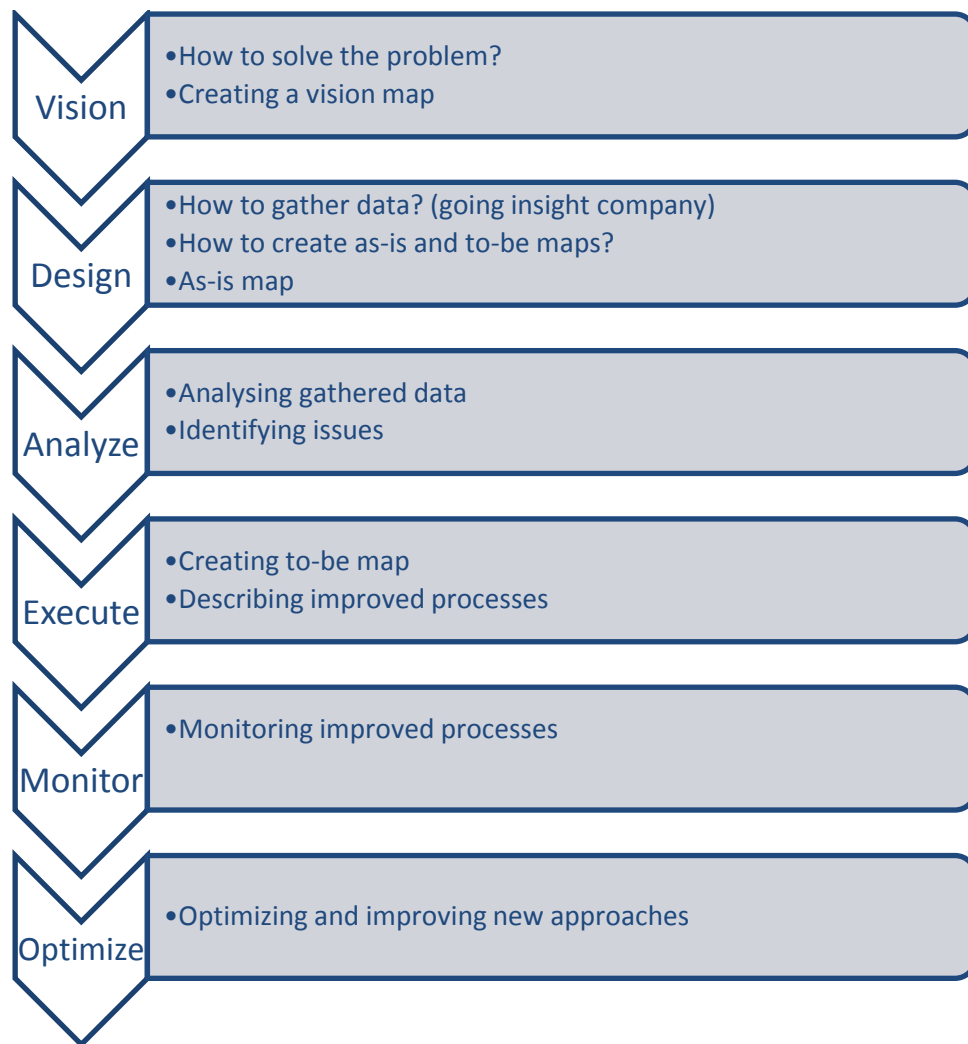 Vision
•How to solve the problem?
•Creating a vision map
Design
•How to gather data? (going insight company)
•How to create as-is and to-be maps?
•As-is map
Analyze
•Analysing gathered data
•Identifying issues
Execute
•Creating to-be map
•Describing improved processes
Monitor
•Monitoring improved processes
Optimize
•Optimizing and improving new approaches